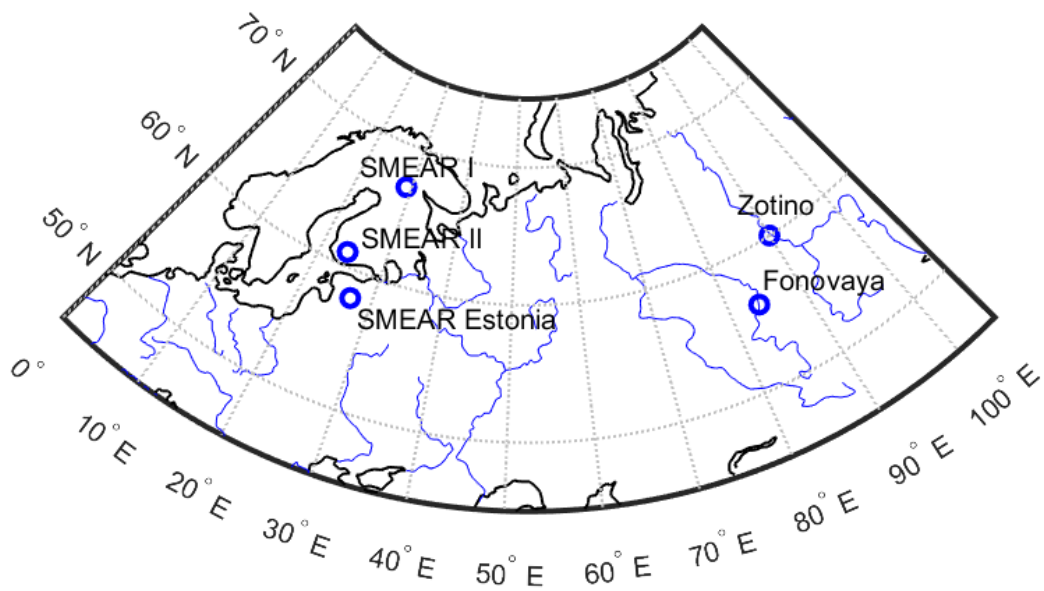 70° N
60° N
50° N
SMEAR I
SMEAR II
SMEAR Estonia
Zotino
Fonovaya
0°
10° E
20° E
30° E
40° E
50° E
60° E
70° E
80° E
90° E
100° E